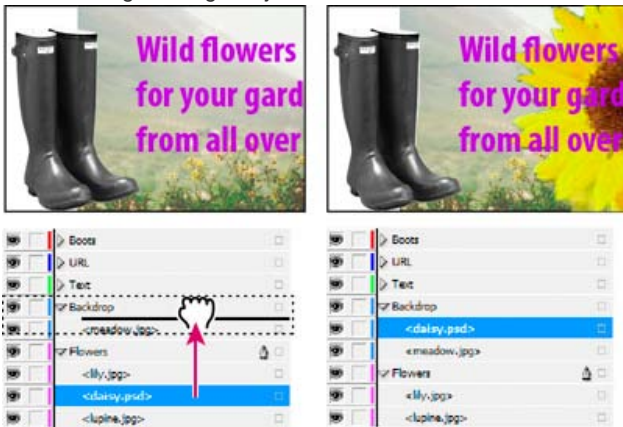 Wild flowers
for your gard
from all over
Wild flowers
for your gard
from all over
Boots
URL
Text
Backdrop
<meadow.jpg>
Flowers
<lily.jpg>
<daisy.psd>
<lupine.jpg>
Boots
URL
Text
Backdrop
<daisy.psd>
<meadow.jpg>
Flowers
<lily.jpg>
<lupine.jpg>